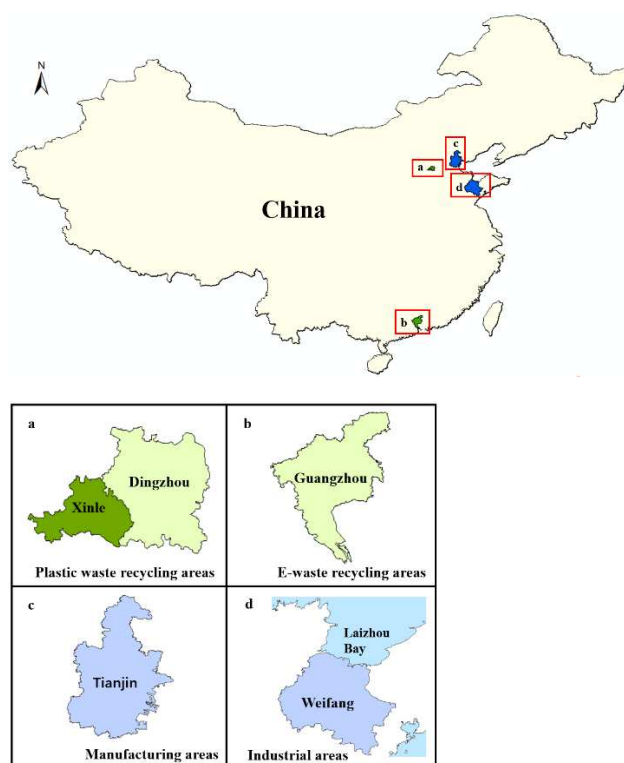 N
c
a
d
China
b
a
Dingzhou
Xinle
Plastic waste recycling areas
b
Guangzhou
E-waste recycling areas
c
Tianjin
Manufacturing areas
d
Laizhou
Bay
Weifang
Industrial areas